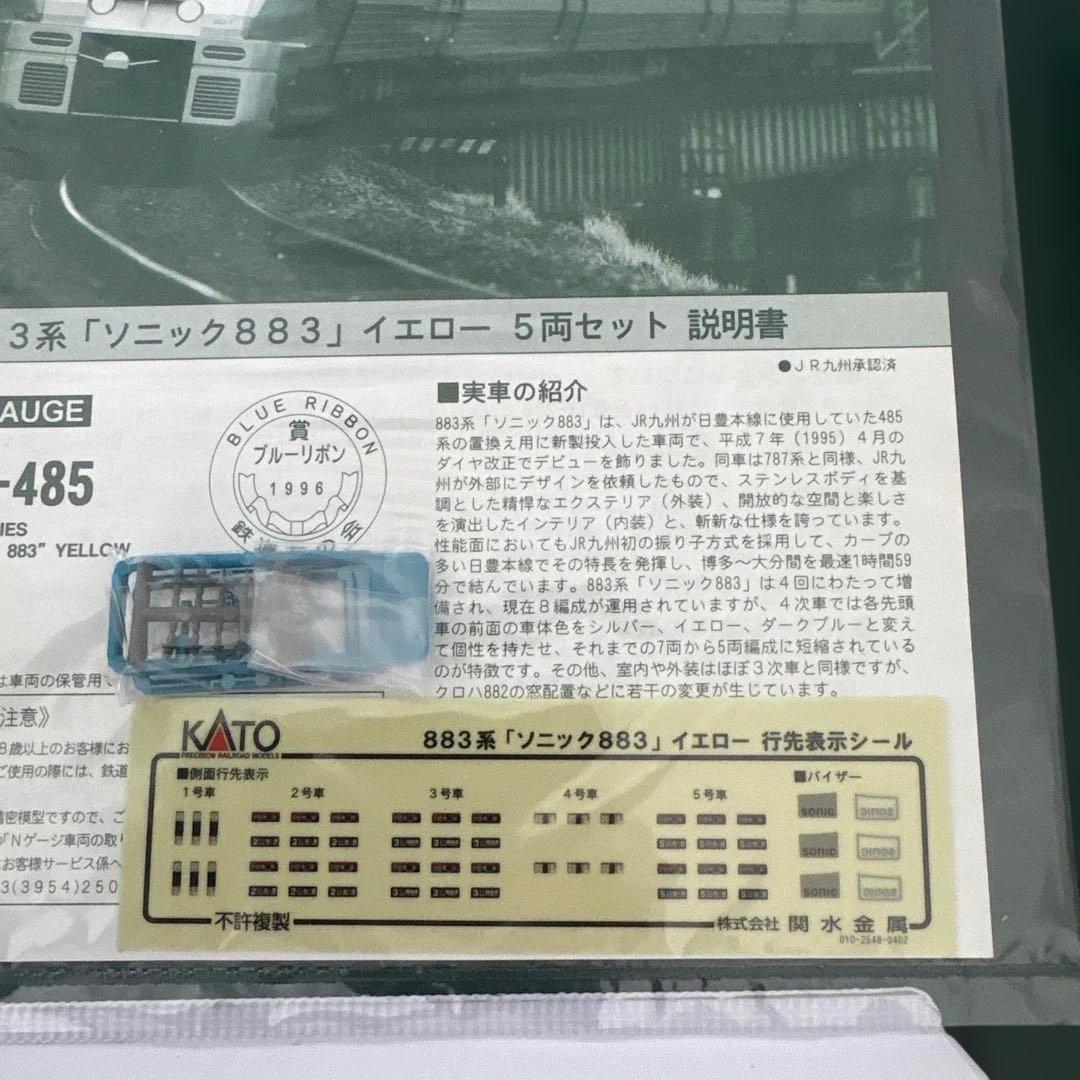 3系「ソニック883」イエロー 5両セット 説明書
●JR九州承認済
AUGE
-485
IES
883" YELLOW
BLUE RIBBON
賞
ブルーリボン
1996
鉄
■実車の紹介
883系「ソニック883」は、JR九州が日豊本線に使用していた485
系の置換え用に新製投入した車両で、平成7年（1995）4月の
ダイヤ改正でデビューを飾りました。同車は787系と同様、JR九
州が外部にデザインを依頼したもので、ステンレスボディを基
調とした精悍なエクステリア（外装）、開放的な空間と楽しさ
を演出したインテリア（内装）と、斬新な仕様を誇っています。
性能面においてもJR九州初の振り子方式を採用して、カーブの
多い日豊本線でその特長を発揮し、博多〜大分間を最速1時間59
分で結んでいます。883系「ソニック883」は4回にわたって増
備され、現在8編成が運用されていますが、4次車では各先頭
車の前面の車体色をシルバー、イエロー、ダークブルーと変え
て個性を持たせ、それまでの7両から5両編成に短縮されている
のが特徴です。その他、室内や外装はほぼ3次車と同様ですが、
クロハ882の窓配置などに若干の変更が生じています。
は車両の保管用で
注意》
8歳以上のお客様にお
ご使用の際には、鉄道
精密模型ですので、ご
「Nゲージ車両の取り
お客様サービス係へ
3(3954)250
KATO
PRECISION RAILROAD MODELS
883系「ソニック883」イエロー 行先表示シール
■側面行先表示
■バイザー
1号車 2号車 3号車 4号車 5号車
sonic
sonic
sonic
sonic
sonic
sonic
不許複製
株式会社 関水金属
010-2548-0402